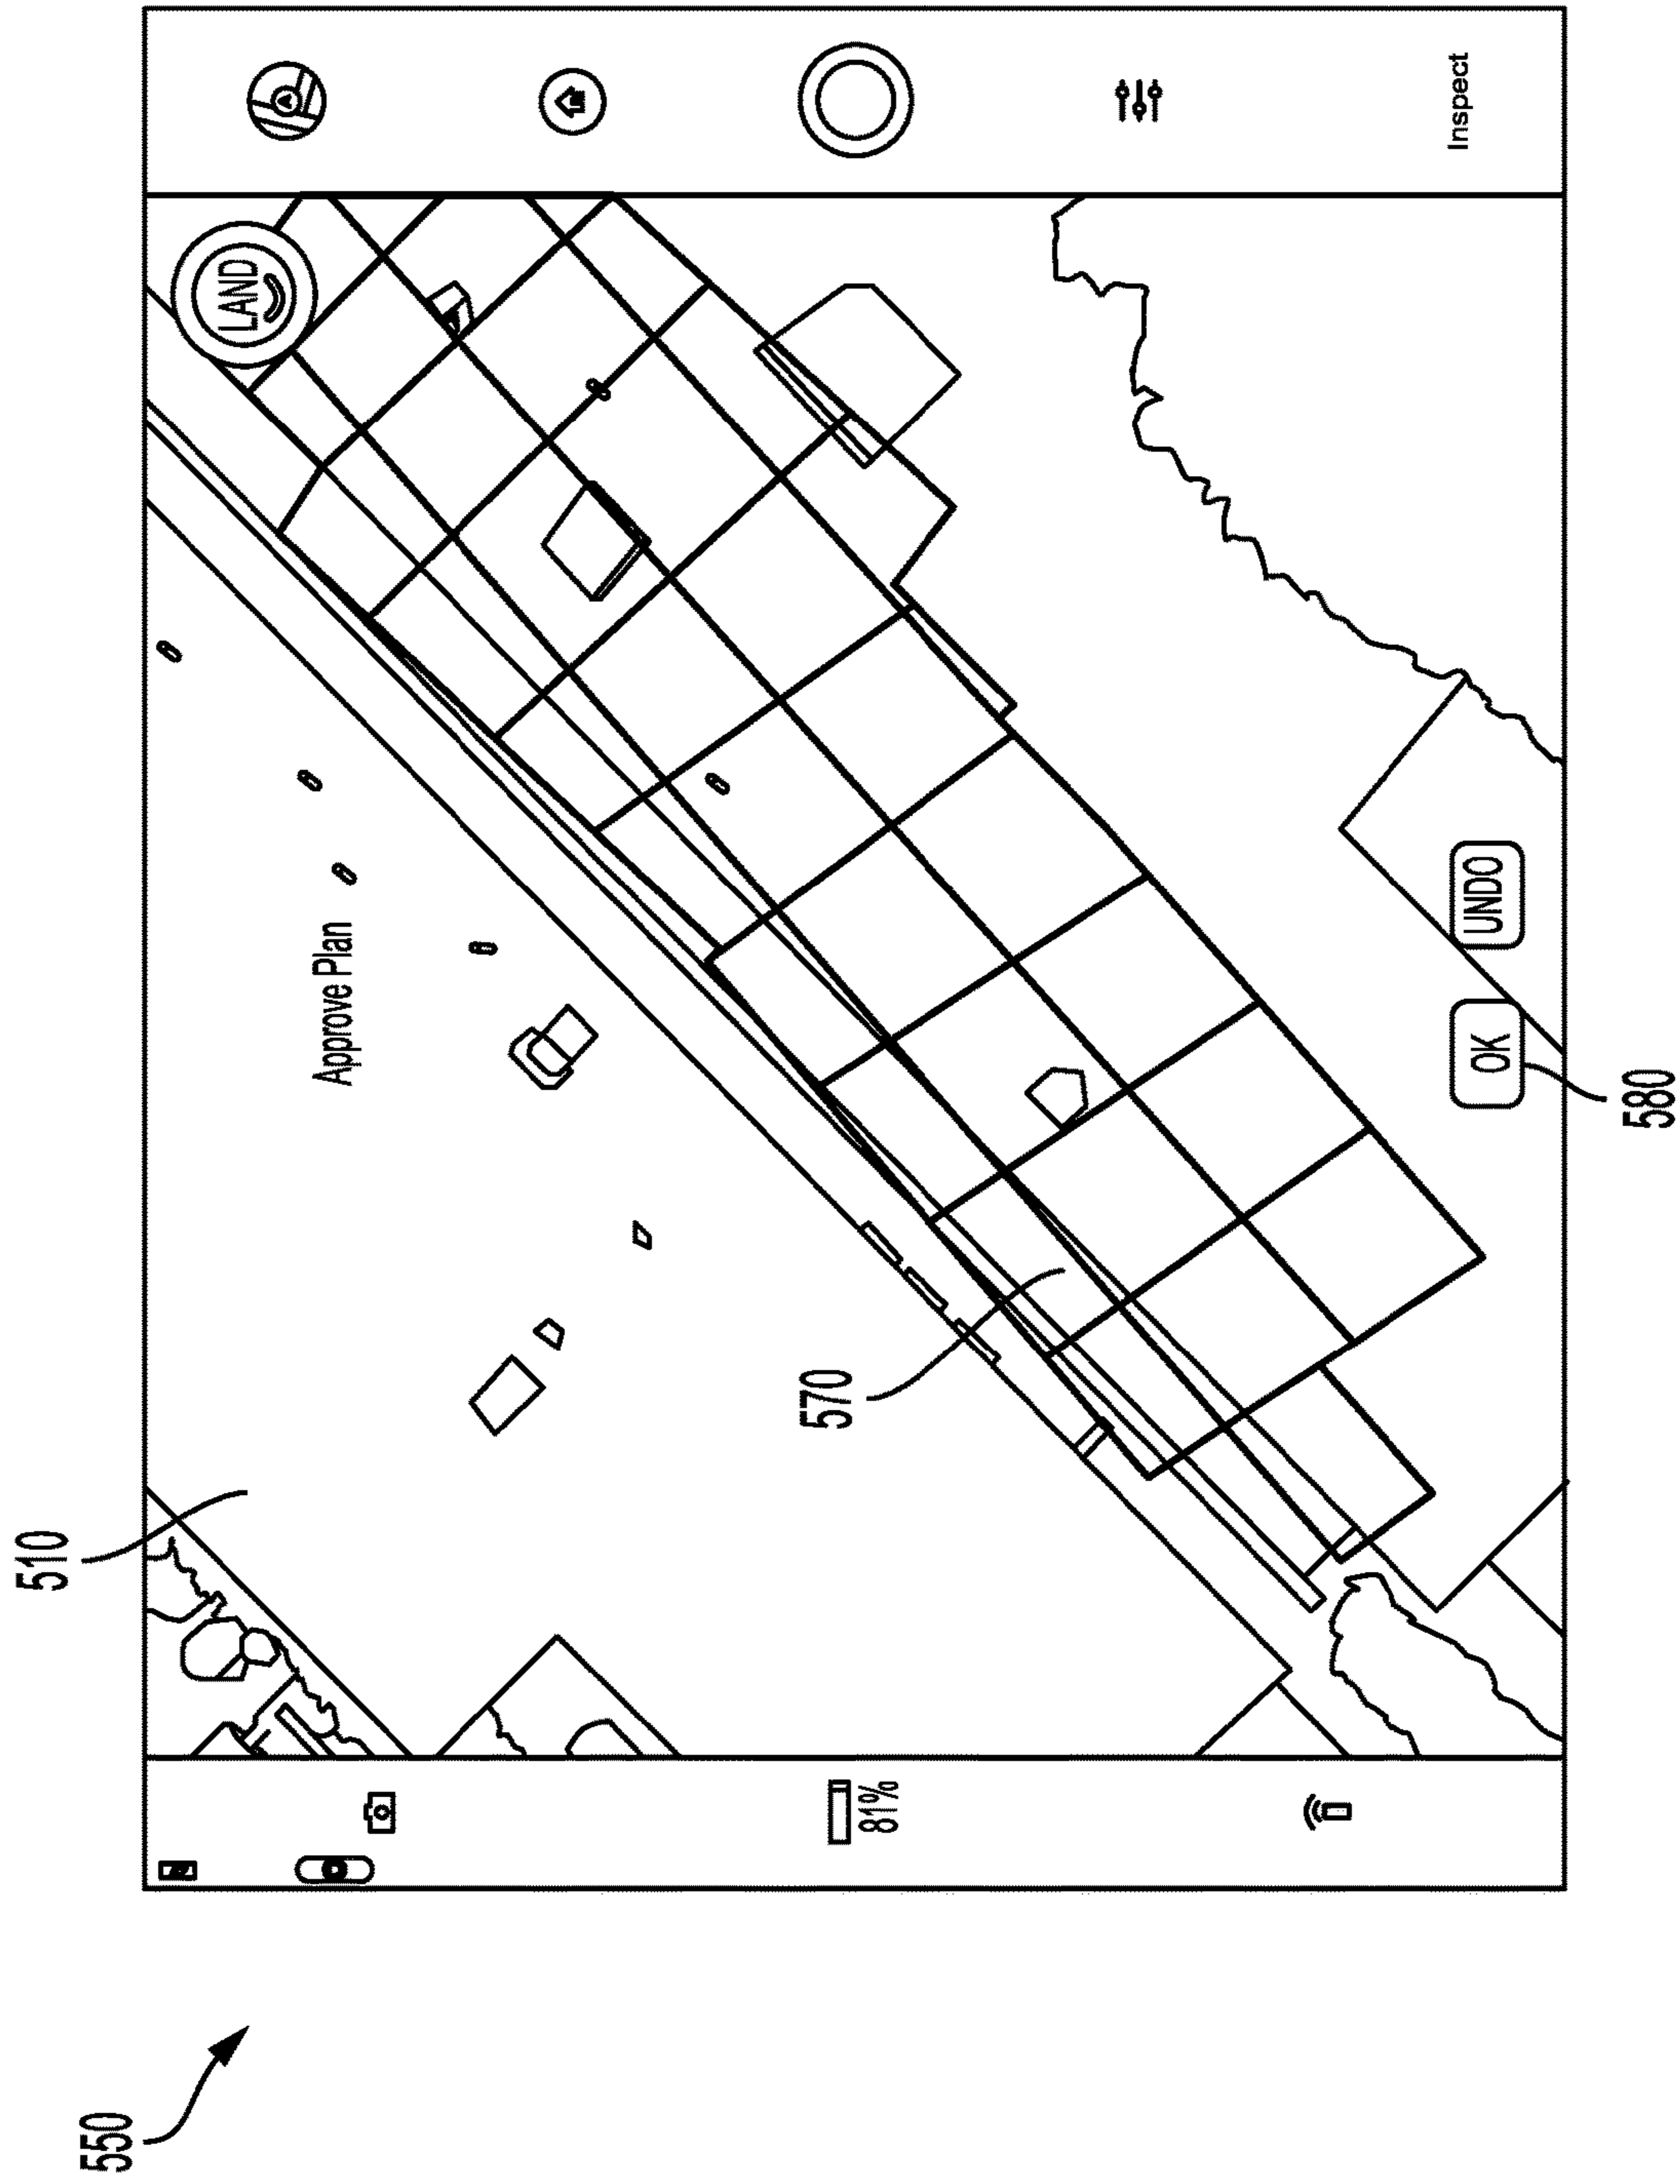 550
510
81%
Approve Plan
LAND
570
OK
UNDO
580
Inspect